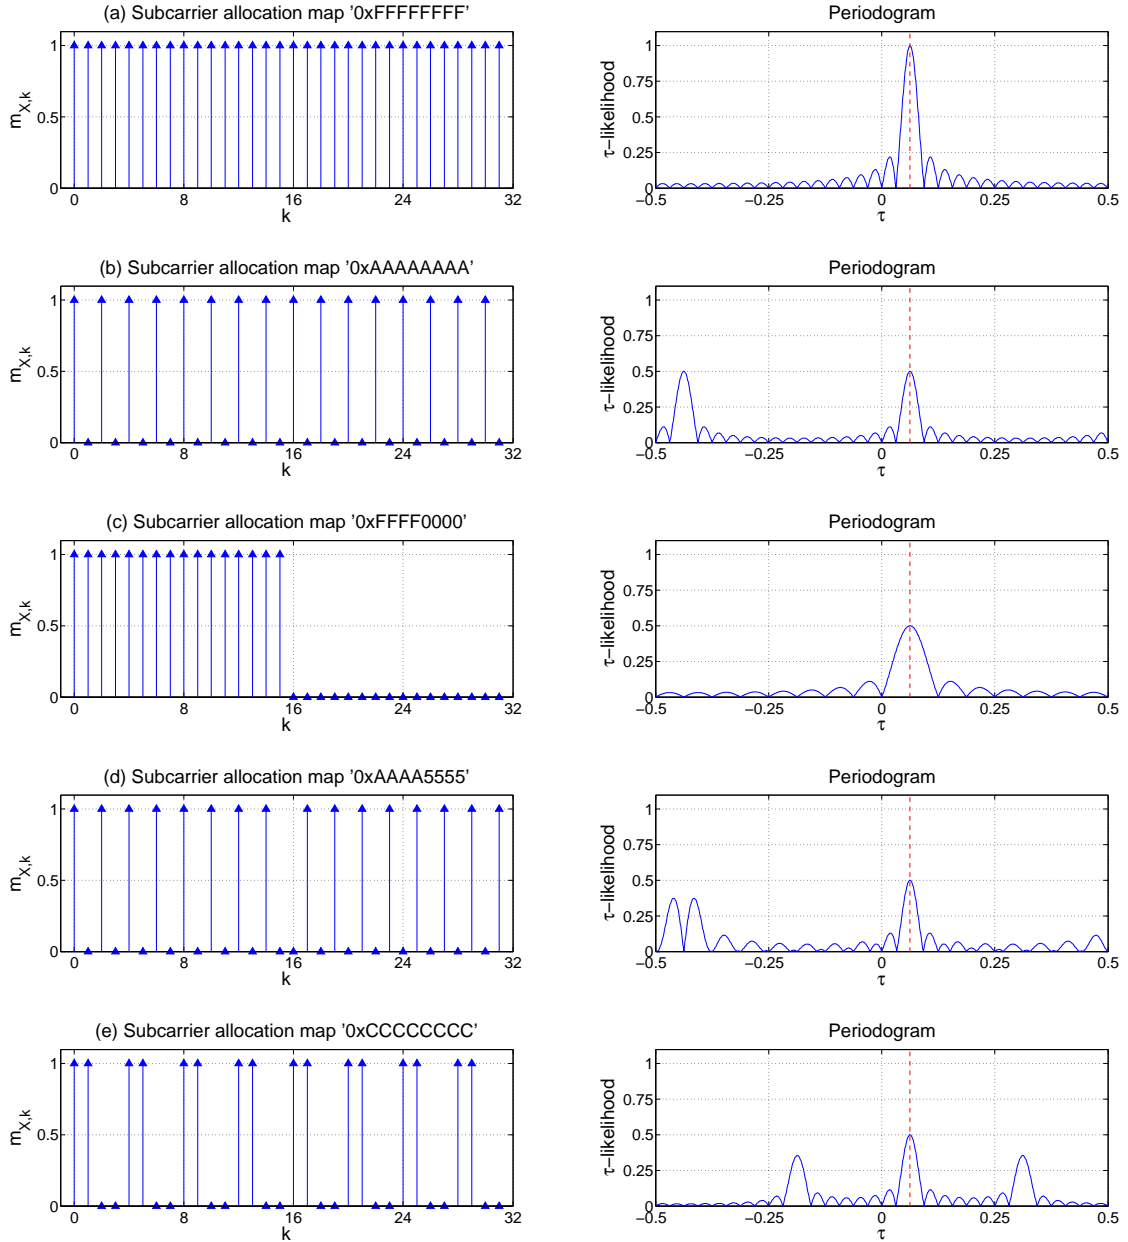 (a) Subcarrier allocation map '0xFFFFFFFF'
Periodogram
1
0.5
0
m_X,k
0 8 16 24 32
k
1
0.75
0.5
0.25
0
τ−likelihood
−0.5 −0.25 0 0.25 0.5
τ
(b) Subcarrier allocation map '0xAAAAAAAA'
Periodogram
1
0.5
0
m_X,k
0 8 16 24 32
k
1
0.75
0.5
0.25
0
τ−likelihood
−0.5 −0.25 0 0.25 0.5
τ
(c) Subcarrier allocation map '0xFFFF0000'
Periodogram
1
0.5
0
m_X,k
0 8 16 24 32
k
1
0.75
0.5
0.25
0
τ−likelihood
−0.5 −0.25 0 0.25 0.5
τ
(d) Subcarrier allocation map '0xAAAA5555'
Periodogram
1
0.5
0
m_X,k
0 8 16 24 32
k
1
0.75
0.5
0.25
0
τ−likelihood
−0.5 −0.25 0 0.25 0.5
τ
(e) Subcarrier allocation map '0xCCCCCCCC'
Periodogram
1
0.5
0
m_X,k
0 8 16 24 32
k
1
0.75
0.5
0.25
0
τ−likelihood
−0.5 −0.25 0 0.25 0.5
τ